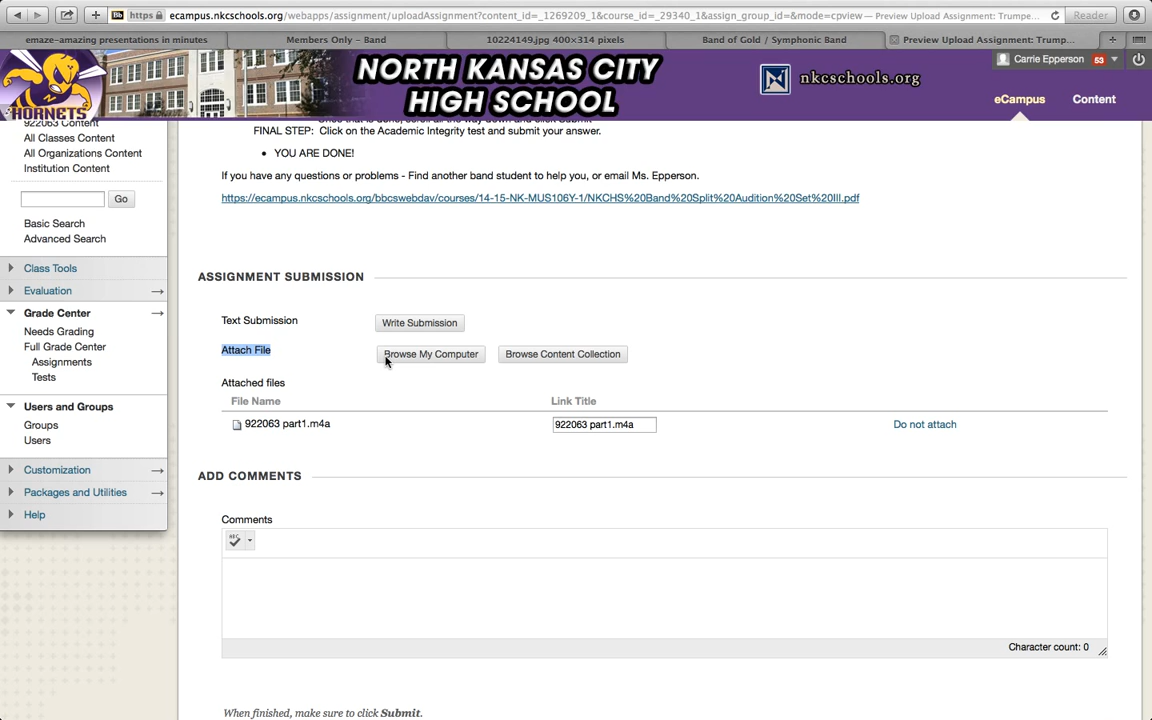 https ecampus.nkcschools.org/webapps/assignment/uploadAssignment?content_id=_1269209_1&course_id=_29340_1&assign_group_id=&mode=cpview — Preview Upload Assignment: Trumpe... Reader
emaze-amazing presentations in minutes Members Only - Band 10224149.jpg 400×314 pixels Band of Gold / Symphonic Band Preview Upload Assignment: Trump...
HORNETS
NORTH KANSAS CITY
HIGH SCHOOL
nkcschools.org
Carrie Epperson 53
eCampus Content
922063 Content
All Classes Content
All Organizations Content
Institution Content
Go
Basic Search
Advanced Search
Class Tools
Evaluation
Grade Center
Needs Grading
Full Grade Center
Assignments
Tests
Users and Groups
Groups
Users
Customization
Packages and Utilities
Help
FINAL STEP: Click on the Academic Integrity test and submit your answer.
• YOU ARE DONE!
If you have any questions or problems - Find another band student to help you, or email Ms. Epperson.
https://ecampus.nkcschools.org/bbcswebdav/courses/14-15-NK-MUS106Y-1/NKCHS%20Band%20Split%20Audition%20Set%20III.pdf
ASSIGNMENT SUBMISSION
Text Submission Write Submission
Attach File Browse My Computer Browse Content Collection
Attached files
File Name Link Title
922063 part1.m4a 922063 part1.m4a Do not attach
ADD COMMENTS
Comments
ABC
Character count: 0
When finished, make sure to click Submit.